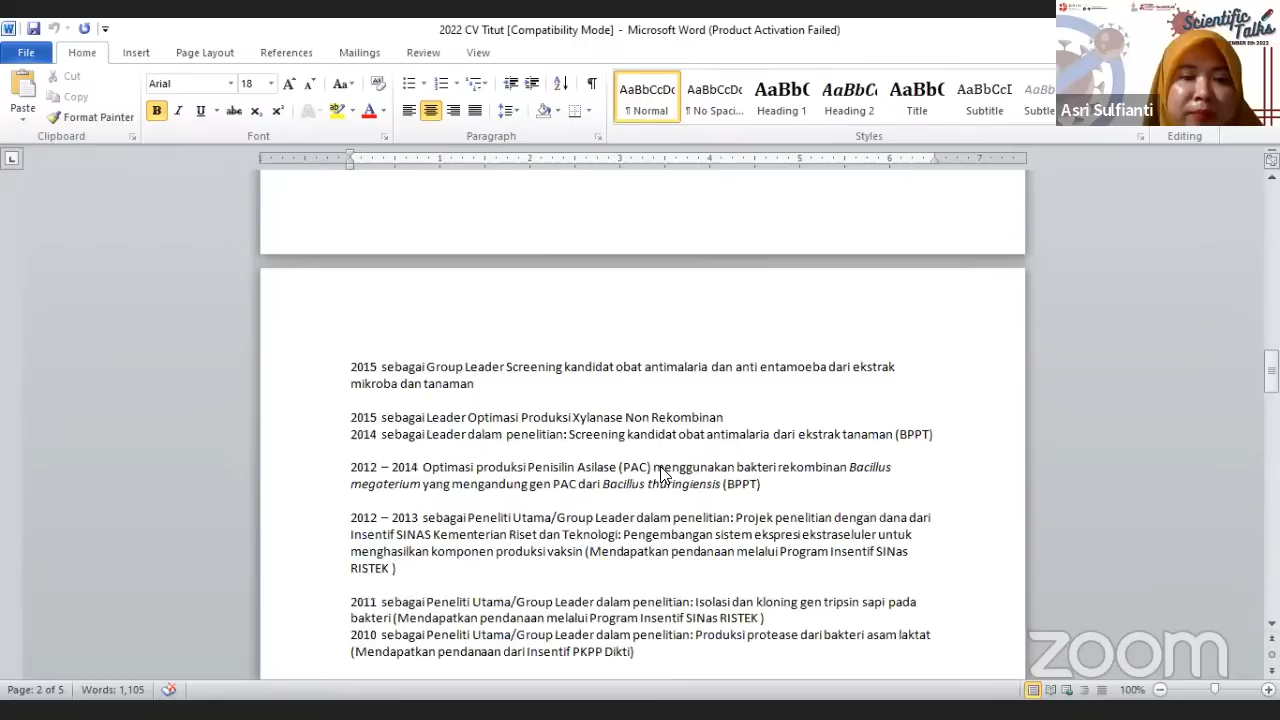 2022 CV Titut [Compatibility Mode] - Microsoft Word (Product Activation Failed)
File Home Insert Page Layout References Mailings Review View
Cut
Copy
Format Painter
Paste
Clipboard
Arial 18
Font
Paragraph
AaBbCcDc AaBbCcDc AaBbC AaBbC AaBbC AaBbCcI
¶ Normal ¶ No Spaci... Heading 1 Heading 2 Title Subtitle
Styles
Editing
Scientific
Talks
Asri Sulfianti
1 1 2 3 4 5 6 7
2015 sebagai Group Leader Screening kandidat obat antimalaria dan anti entamoeba dari ekstrak
mikroba dan tanaman
2015 sebagai Leader Optimasi Produksi Xylanase Non Rekombinan
2014 sebagai Leader dalam penelitian: Screening kandidat obat antimalaria dari ekstrak tanaman (BPPT)
2012 – 2014 Optimasi produksi Penisilin Asilase (PAC) menggunakan bakteri rekombinan Bacillus
megaterium yang mengandung gen PAC dari Bacillus thuringiensis (BPPT)
2012 – 2013 sebagai Peneliti Utama/Group Leader dalam penelitian: Projek penelitian dengan dana dari
Insentif SINAS Kementerian Riset dan Teknologi: Pengembangan sistem ekspresi ekstraseluler untuk
menghasilkan komponen produksi vaksin (Mendapatkan pendanaan melalui Program Insentif SINas
RISTEK )
2011 sebagai Peneliti Utama/Group Leader dalam penelitian: Isolasi dan kloning gen tripsin sapi pada
bakteri (Mendapatkan pendanaan melalui Program Insentif SINas RISTEK )
2010 sebagai Peneliti Utama/Group Leader dalam penelitian: Produksi protease dari bakteri asam laktat
(Mendapatkan pendanaan dari Insentif PKPP Dikti)
zoom
Page: 2 of 5 Words: 1,105
100%